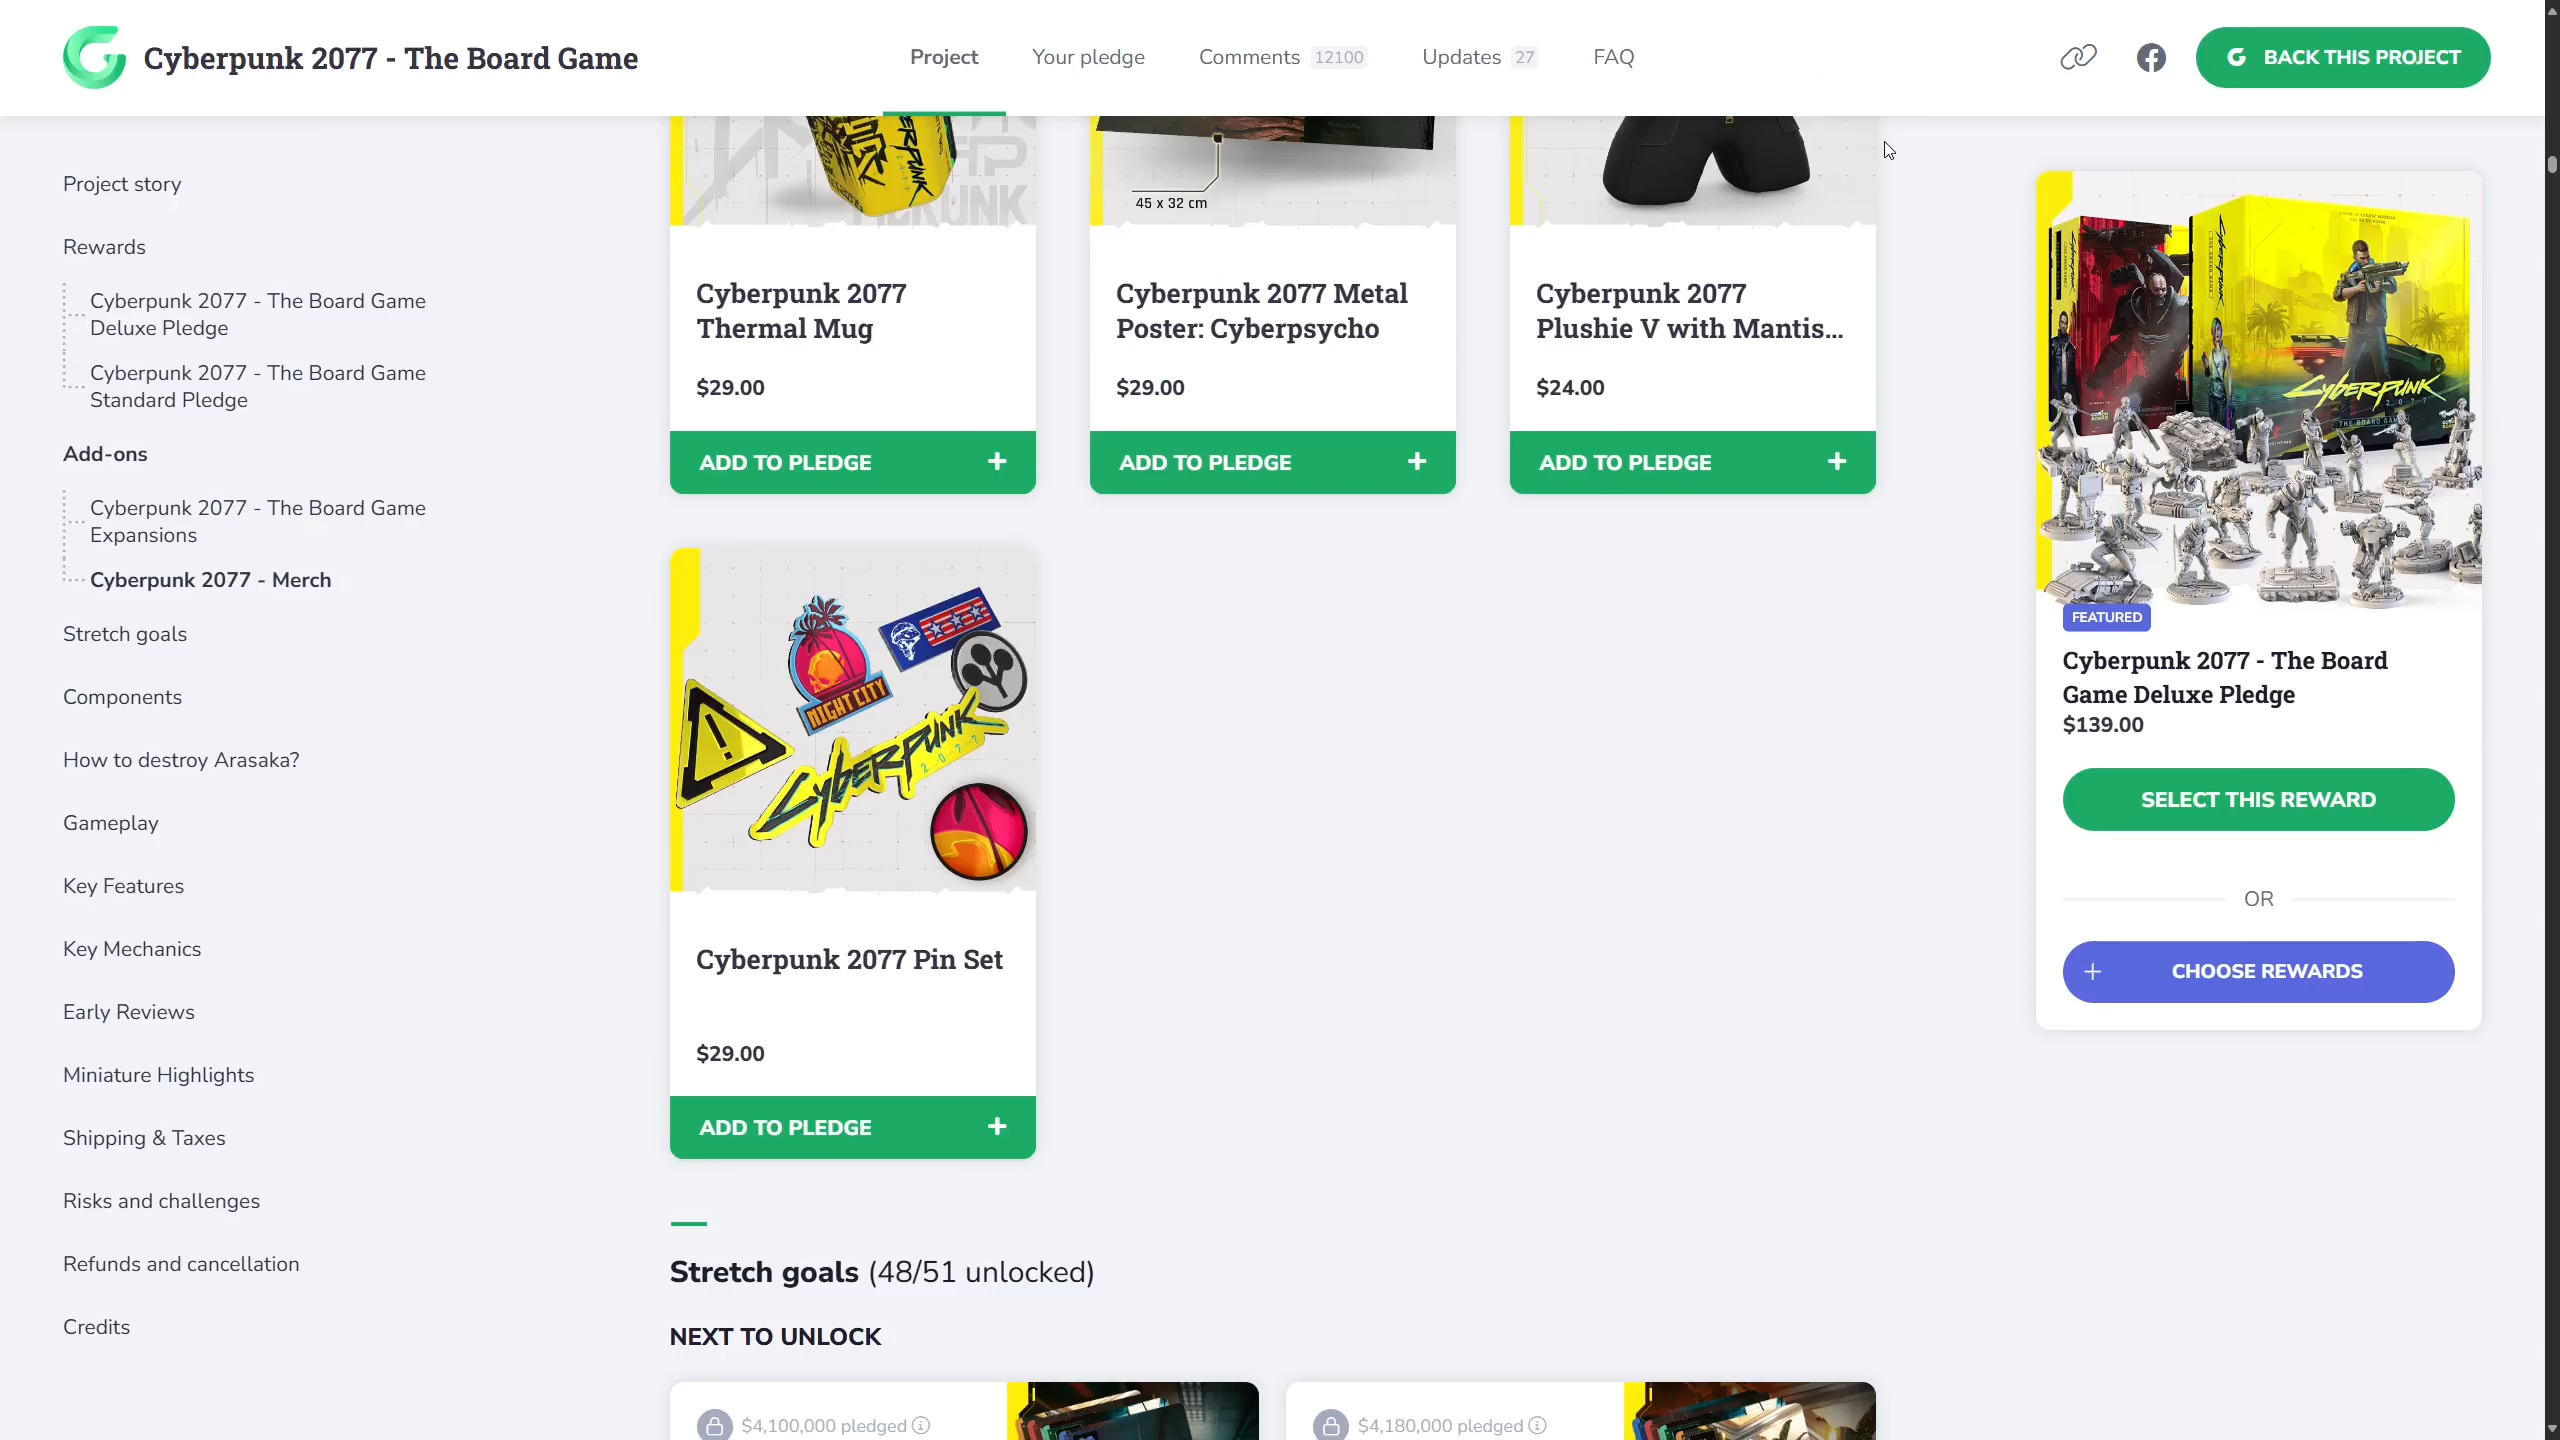 Cyberpunk 2077 - The Board Game
Project
Your pledge
Comments 12100
Updates 27
FAQ
BACK THIS PROJECT
Project story
Rewards
Cyberpunk 2077 - The Board Game
Deluxe Pledge
Cyberpunk 2077 - The Board Game
Standard Pledge
Add-ons
Cyberpunk 2077 - The Board Game
Expansions
Cyberpunk 2077 - Merch
Stretch goals
Components
How to destroy Arasaka?
Gameplay
Key Features
Key Mechanics
Early Reviews
Miniature Highlights
Shipping & Taxes
Risks and challenges
Refunds and cancellation
Credits
45 x 32 cm
Cyberpunk 2077
Thermal Mug
$29.00
ADD TO PLEDGE +
Cyberpunk 2077 Metal
Poster: Cyberpsycho
$29.00
ADD TO PLEDGE +
Cyberpunk 2077
Plushie V with Mantis...
$24.00
ADD TO PLEDGE +
NIGHT CITY
CYBERPUNK
2077
Cyberpunk 2077 Pin Set
$29.00
ADD TO PLEDGE +
Stretch goals (48/51 unlocked)
NEXT TO UNLOCK
$4,100,000 pledged
$4,180,000 pledged
CYBERPUNK
2077
THE BOARD GAME
FEATURED
Cyberpunk 2077 - The Board
Game Deluxe Pledge
$139.00
SELECT THIS REWARD
OR
+ CHOOSE REWARDS